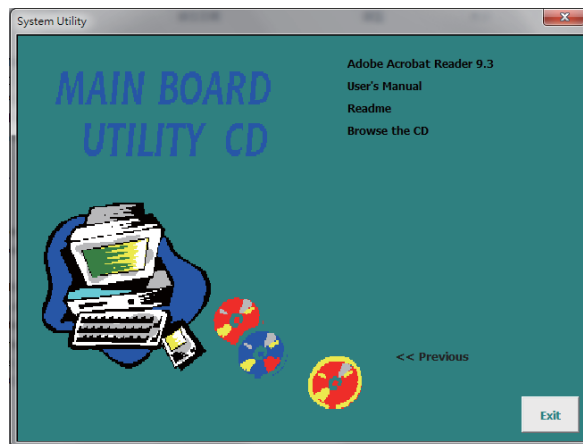 System Utility
MAIN BOARD
UTILITY CD
Adobe Acrobat Reader 9.3
User's Manual
Readme
Browse the CD
<< Previous
Exit